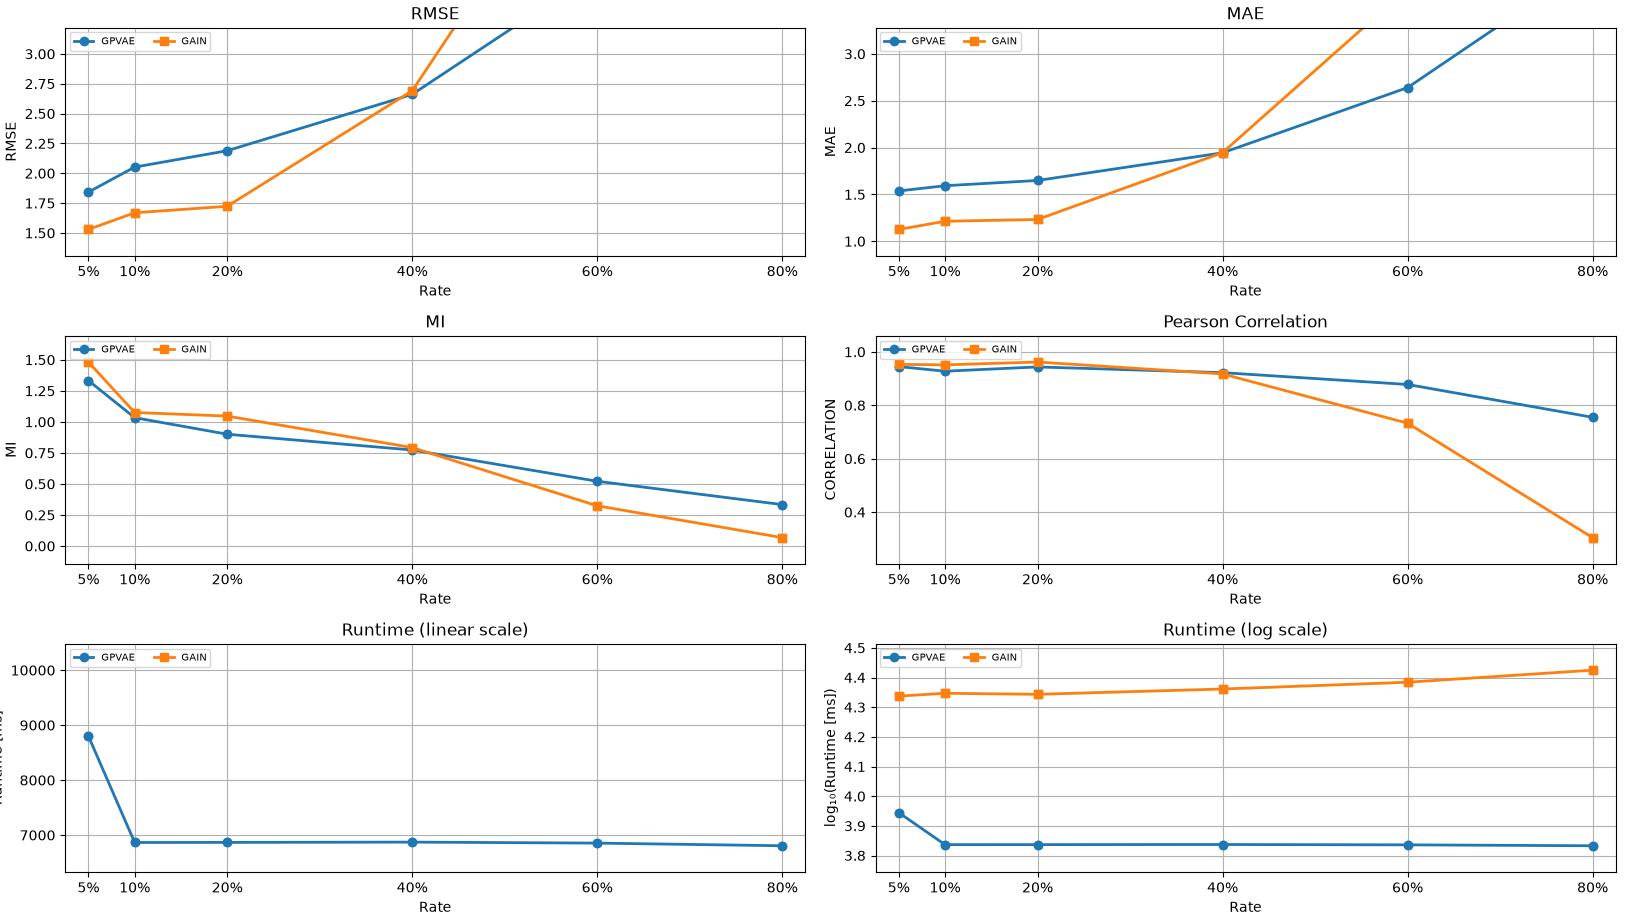 RMSE
GPVAE GAIN
3.00
2.75
2.50
2.25
2.00
1.75
1.50
RMSE
5% 10% 20% 40% 60% 80%
Rate
MAE
GPVAE GAIN
3.0
2.5
2.0
1.5
1.0
MAE
5% 10% 20% 40% 60% 80%
Rate
MI
GPVAE GAIN
1.50
1.25
1.00
0.75
0.50
0.25
0.00
MI
5% 10% 20% 40% 60% 80%
Rate
Pearson Correlation
GPVAE GAIN
1.0
0.8
0.6
0.4
CORRELATION
5% 10% 20% 40% 60% 80%
Rate
Runtime (linear scale)
GPVAE GAIN
10000
9000
8000
7000
5% 10% 20% 40% 60% 80%
Rate
Runtime (log scale)
GPVAE GAIN
4.5
4.4
4.3
4.2
4.1
4.0
3.9
3.8
log₁₀(Runtime [ms])
5% 10% 20% 40% 60% 80%
Rate